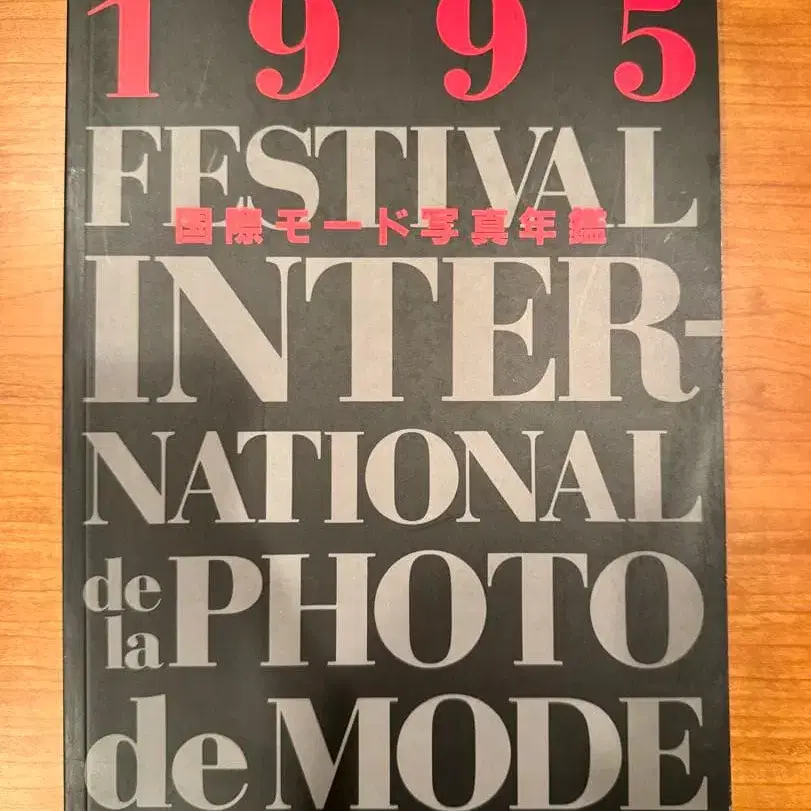 1995
FESTIVAL
国際モード写真年鑑
INTER-
NATIONAL
de
la PHOTO
de MODE